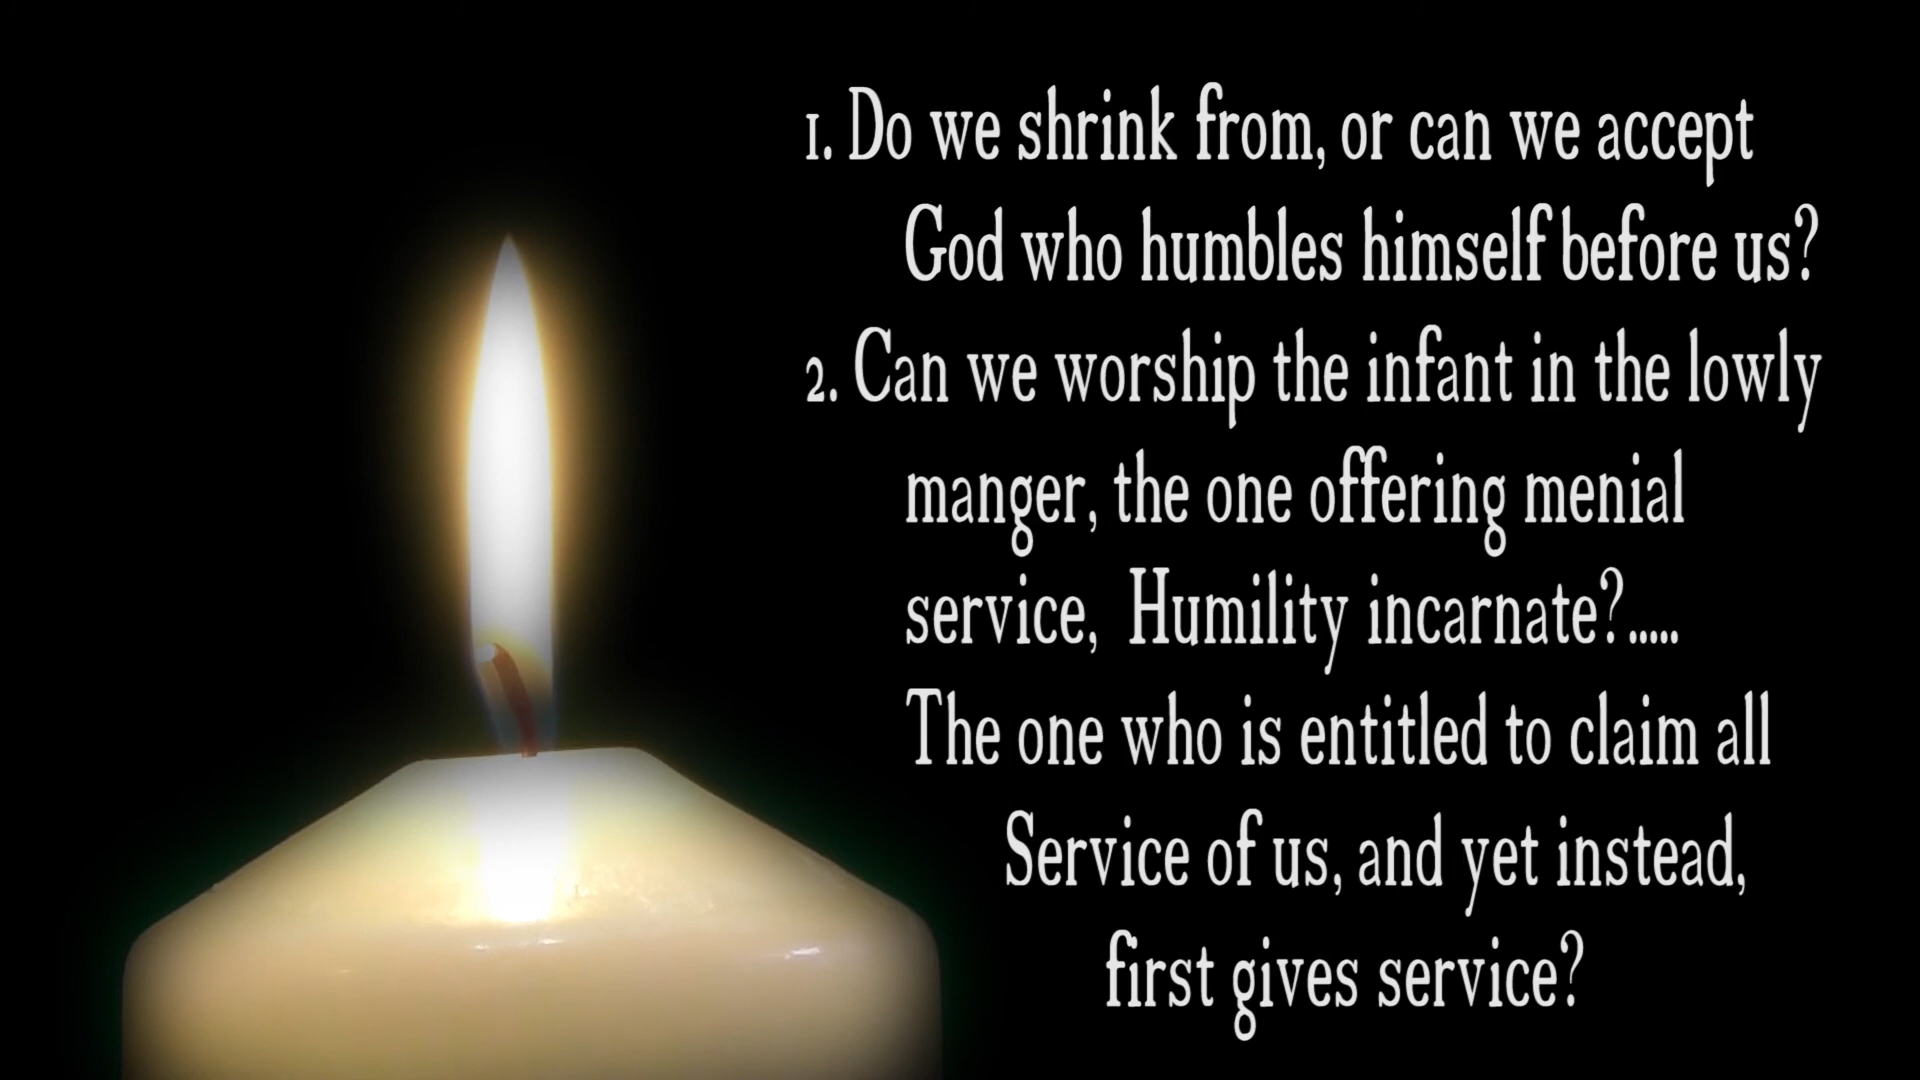 1. Do we shrink from, or can we accept
God who humbles himself before us?
2. Can we worship the infant in the lowly
manger, the one offering menial
service, Humility incarnate?.....
The one who is entitled to claim all
Service of us, and yet instead,
first gives service?